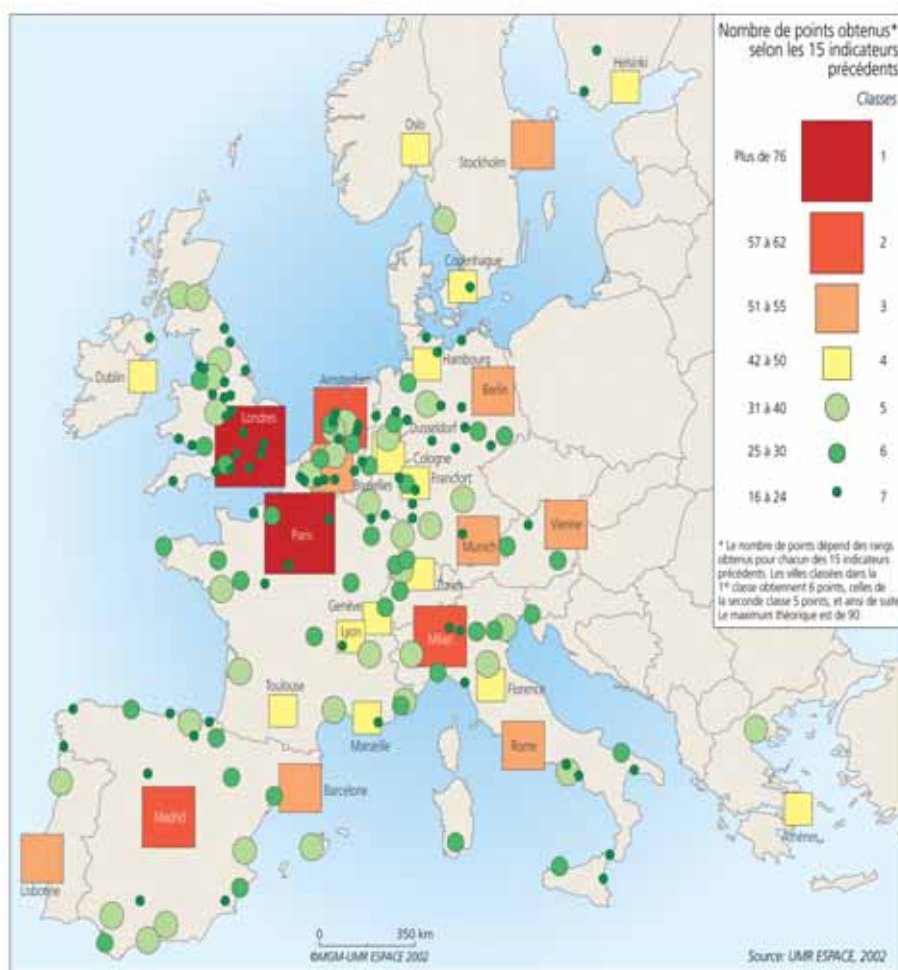 Nombre de points obtenus*
selon les 15 indicateurs
précédents
Classes
Plus de 76
1
57 à 62
2
51 à 55
3
42 à 50
4
31 à 40
5
25 à 30
6
16 à 24
7
* Le nombre de points dépend des rangs
obtenus pour chacun des 15 indicateurs
précédents. Les villes classées dans la
1re classe obtiennent 6 points, celles de
la seconde classe 5 points, et ainsi de suite
Le maximum théorique est de 90
Helsinki
Oslo
Stockholm
Copenhague
Dublin
Hambourg
Amsterdam
Berlin
Londres
Dusseldorf
Cologne
Bruxelles
Francfort
Paris
Munich
Vienne
Zurich
Genève
Lyon
Milan
Toulouse
Florence
Marseille
Rome
Barcelone
Madrid
Athènes
Lisbonne
0 350 km
©MGM-UMR ESPACE 2002
Source: UMR ESPACE, 2002